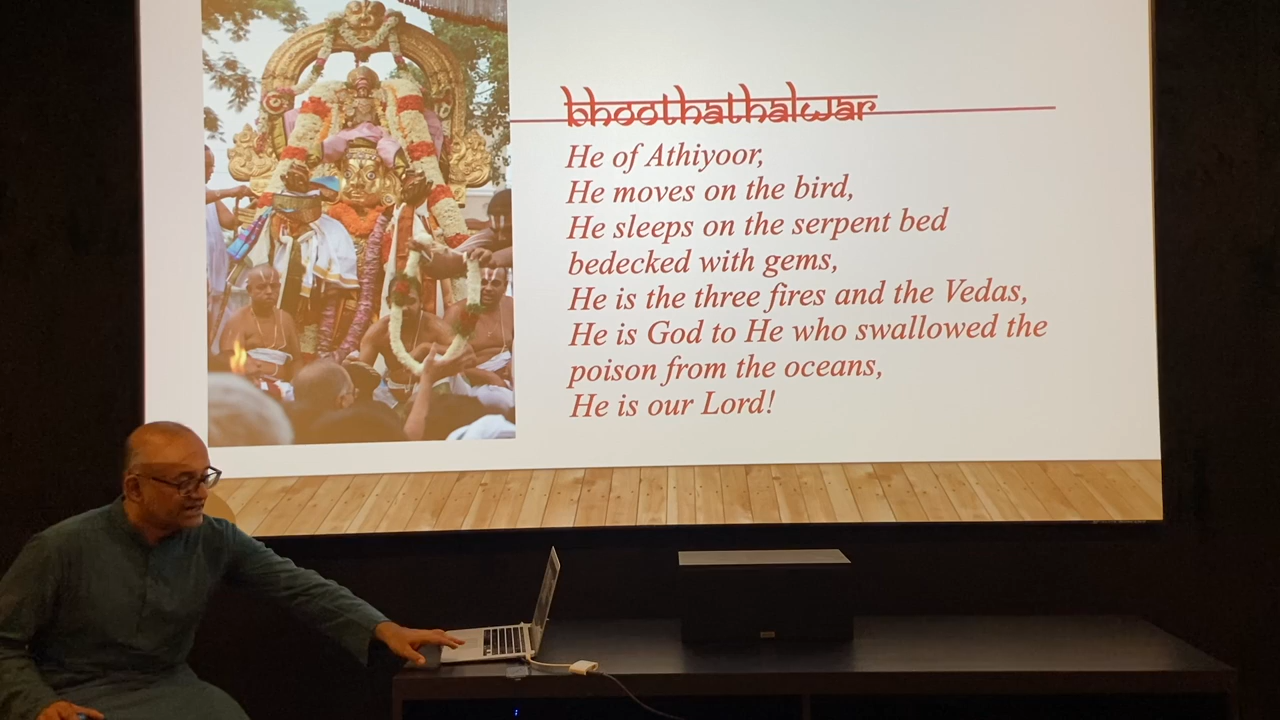 bhoothathalwar
He of Athiyoor,
He moves on the bird,
He sleeps on the serpent bed
bedecked with gems,
He is the three fires and the Vedas,
He is God to He who swallowed the
poison from the oceans,
He is our Lord!